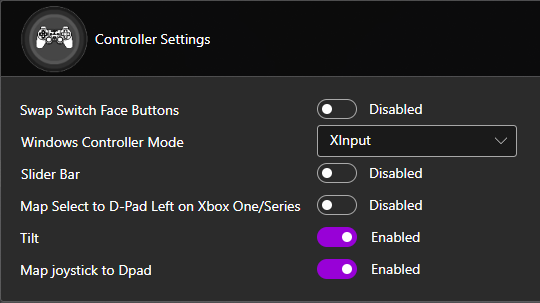 Controller Settings
Swap Switch Face Buttons Disabled
Windows Controller Mode XInput
Slider Bar Disabled
Map Select to D-Pad Left on Xbox One/Series Disabled
Tilt Enabled
Map joystick to Dpad Enabled